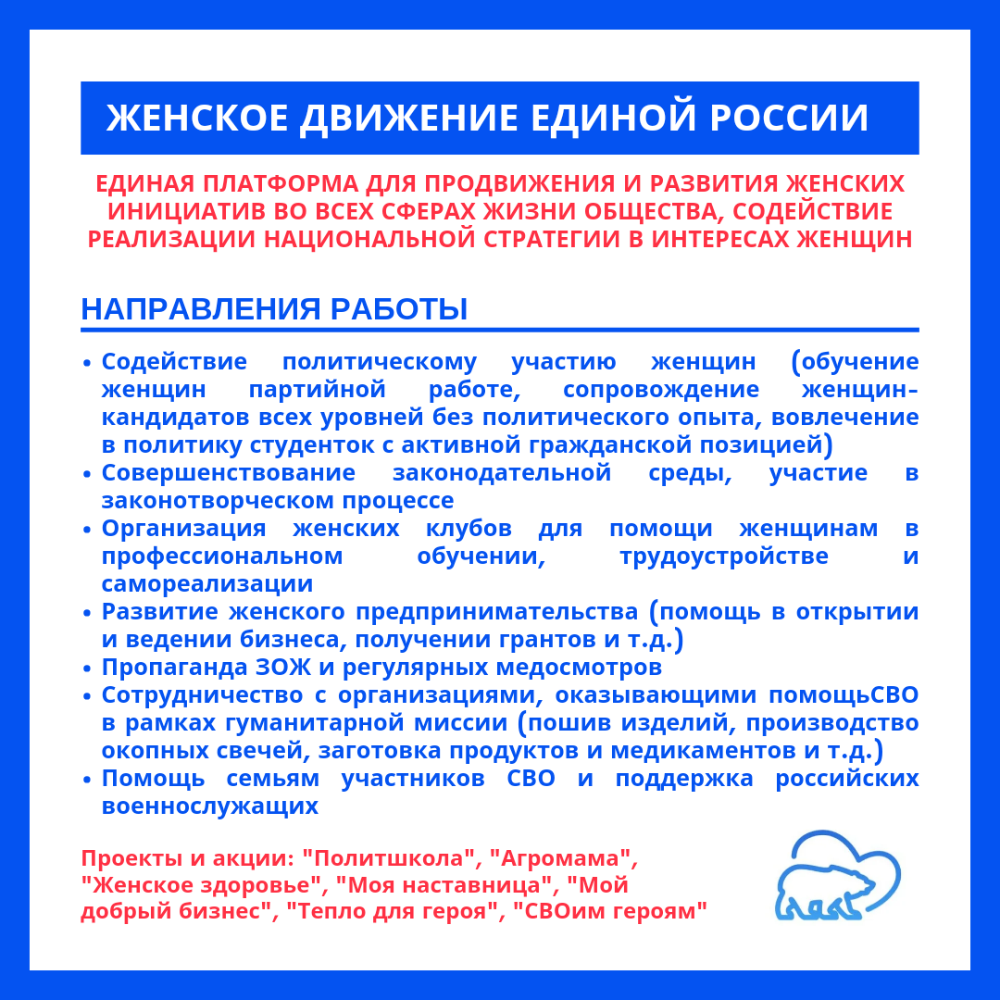 ЖЕНСКОЕ ДВИЖЕНИЕ ЕДИНОЙ РОССИИ
ЕДИНАЯ ПЛАТФОРМА ДЛЯ ПРОДВИЖЕНИЯ И РАЗВИТИЯ ЖЕНСКИХ
ИНИЦИАТИВ ВО ВСЕХ СФЕРАХ ЖИЗНИ ОБЩЕСТВА, СОДЕЙСТВИЕ
РЕАЛИЗАЦИИ НАЦИОНАЛЬНОЙ СТРАТЕГИИ В ИНТЕРЕСАХ ЖЕНЩИН
НАПРАВЛЕНИЯ РАБОТЫ
• Содействие политическому участию женщин (обучение
женщин партийной работе, сопровождение женщин-
кандидатов всех уровней без политического опыта, вовлечение
в политику студенток с активной гражданской позицией)
• Совершенствование законодательной среды, участие в
законотворческом процессе
• Организация женских клубов для помощи женщинам в
профессиональном обучении, трудоустройстве и
самореализации
• Развитие женского предпринимательства (помощь в открытии
и ведении бизнеса, получении грантов и т.д.)
• Пропаганда ЗОЖ и регулярных медосмотров
• Сотрудничество с организациями, оказывающими помощьСВО
в рамках гуманитарной миссии (пошив изделий, производство
окопных свечей, заготовка продуктов и медикаментов и т.д.)
• Помощь семьям участников СВО и поддержка российских
военнослужащих
Проекты и акции: "Политшкола", "Агромама",
"Женское здоровье", "Моя наставница", "Мой
добрый бизнес", "Тепло для героя", "СВОим героям"